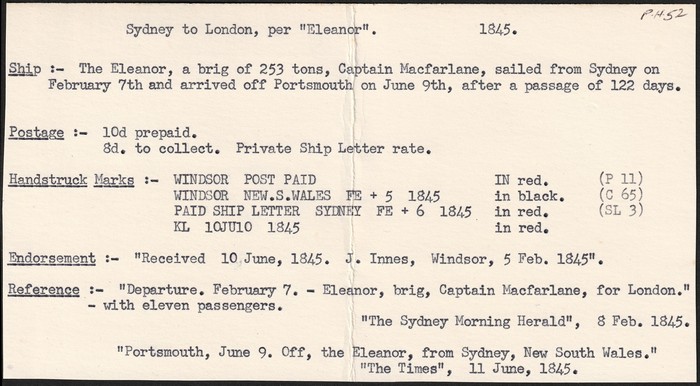 P.H.52
Sydney to London, per "Eleanor". 1845.
Ship :- The Eleanor, a brig of 253 tons, Captain Macfarlane, sailed from Sydney on
February 7th and arrived off Portsmouth on June 9th, after a passage of 122 days.
Postage :- 10d prepaid.
8d. to collect. Private Ship Letter rate.
Handstruck Marks :- WINDSOR POST PAID IN red. (P 11)
WINDSOR NEW.S.WALES FE + 5 1845 in black. (C 65)
PAID SHIP LETTER SYDNEY FE + 6 1845 in red. (SL 3)
KL 10JU10 1845 in red.
Endorsement :- "Received 10 June, 1845. J. Innes, Windsor, 5 Feb. 1845".
Reference :- "Departure. February 7. - Eleanor, brig, Captain Macfarlane, for London."
- with eleven passengers.
"The Sydney Morning Herald", 8 Feb. 1845.
"Portsmouth, June 9. Off, the Eleanor, from Sydney, New South Wales."
"The Times", 11 June, 1845.